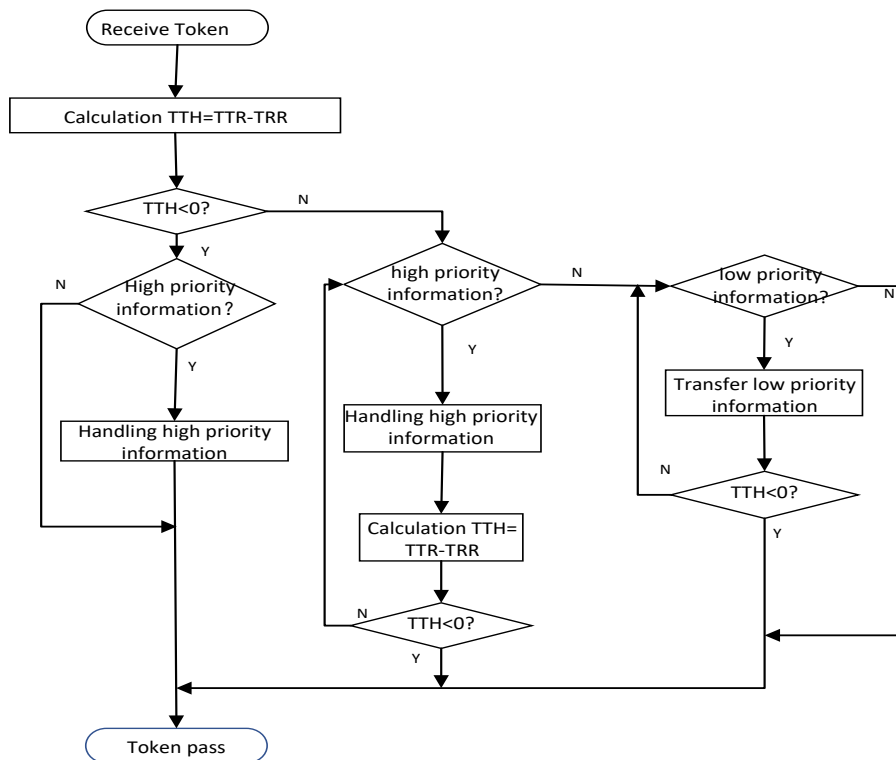 Receive Token
Calculation TTH=TTR-TRR
TTH<0?
N
Y
High priority
information?
N
Y
Handling high priority
information
high priority
information?
N
Y
Handling high priority
information
Calculation TTH=
TTR-TRR
TTH<0?
N
Y
low priority
information?
N
Y
Transfer low priority
information
TTH<0?
N
Y
Token pass